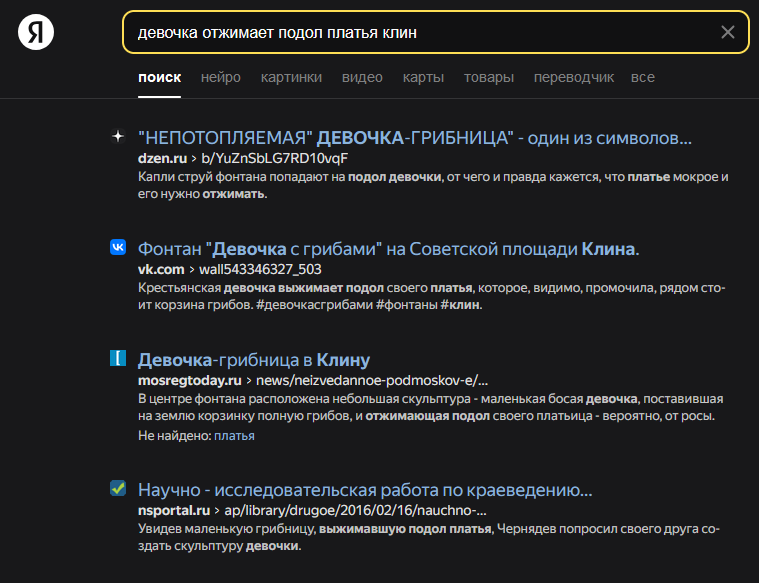 Я
девочка отжимает подол платья клин
поиск нейро картинки видео карты товары переводчик все
"НЕПОТОПЛЯЕМАЯ" ДЕВОЧКА-ГРИБНИЦА" - один из символов...
dzen.ru › b/YuZnSbLG7RD10vqF
Капли струй фонтана попадают на подол девочки, от чего и правда кажется, что платье мокрое и
его нужно отжимать.
Фонтан "Девочка с грибами" на Советской площади Клина.
vk.com › wall543346327_503
Крестьянская девочка выжимает подол своего платья, которое, видимо, промочила, рядом сто-
ит корзина грибов. #девочкасгрибами #фонтаны #клин.
Девочка-грибница в Клину
mosregtoday.ru › news/neizvedannoe-podmoskov-e/...
В центре фонтана расположена небольшая скульптура - маленькая босая девочка, поставившая
на землю корзинку полную грибов, и отжимающая подол своего платьица - вероятно, от росы.
Не найдено: платья
Научно - исследовательская работа по краеведению...
nsportal.ru › ap/library/drugoe/2016/02/16/nauchno-...
Увидев маленькую грибницу, выжимавшую подол платья, Чернядев попросил своего друга со-
здать скульптуру девочки.